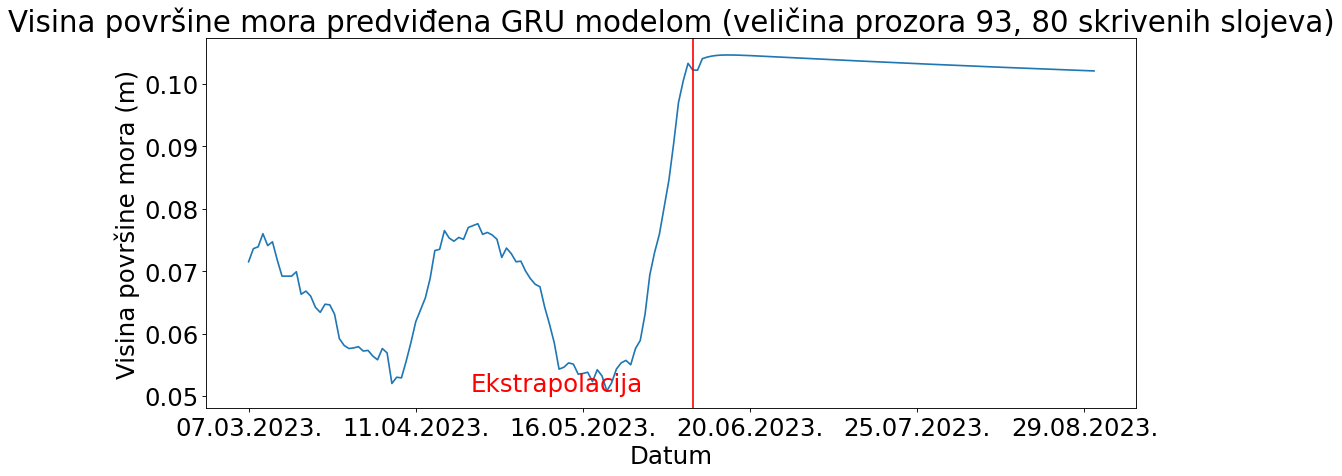 Visina površine mora predviđena GRU modelom (veličina prozora 93, 80 skrivenih slojeva)
Visina površine mora (m)
0.10
0.09
0.08
0.07
0.06
0.05
Ekstrapolacija
07.03.2023. 11.04.2023. 16.05.2023. 20.06.2023. 25.07.2023. 29.08.2023.
Datum